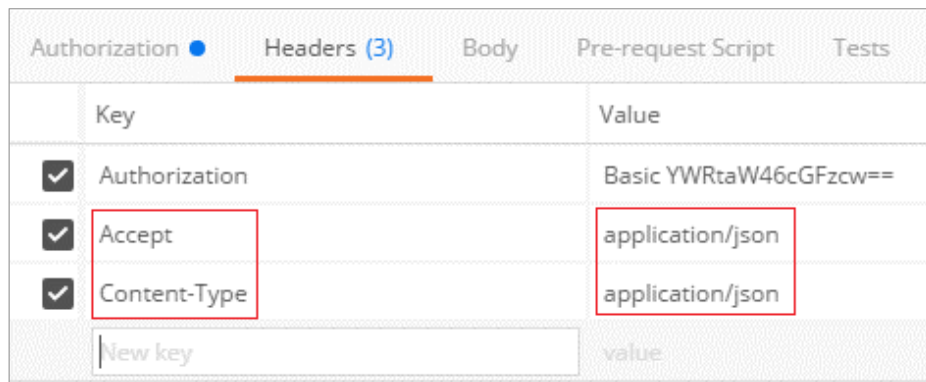 Authorization Headers (3) Body Pre-request Script Tests
Key Value
Authorization Basic YWRtaW46cGFzcw==
Accept application/json
Content-Type application/json
New key value